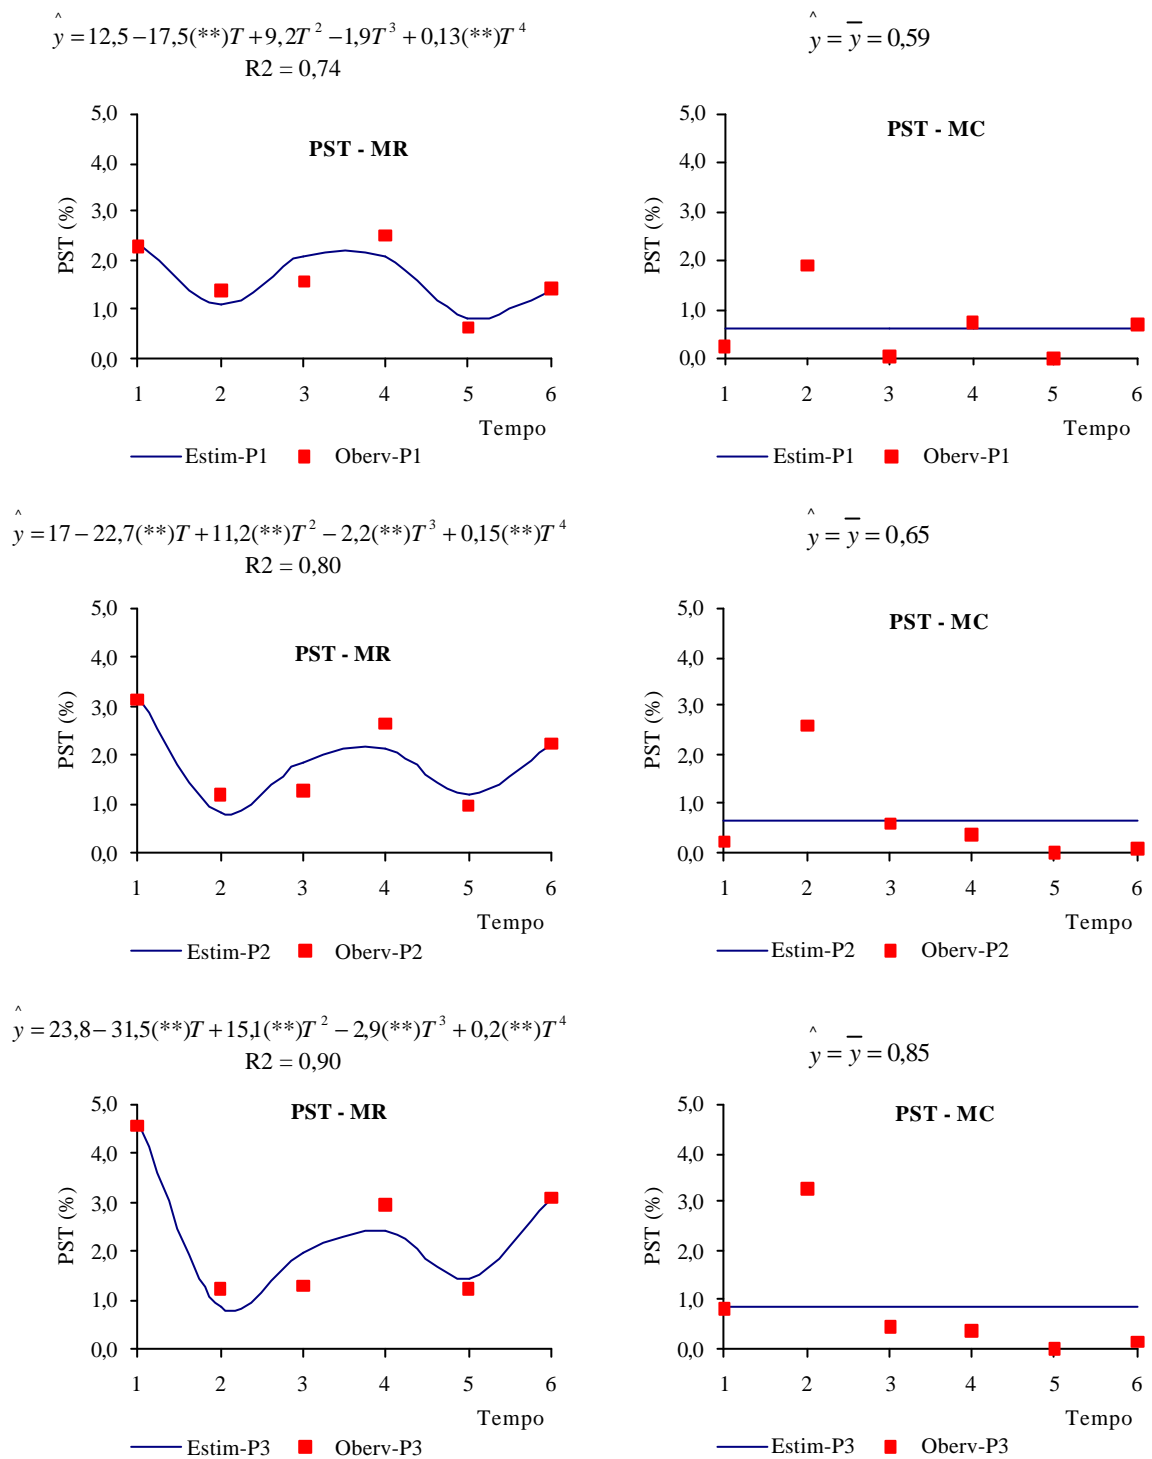 ŷ = 12,5 −17,5(**)T + 9,2T² −1,9T³ + 0,13(**)T⁴
R2 = 0,74
PST - MR
PST (%)
5,0
4,0
3,0
2,0
1,0
0,0
1 2 3 4 5 6
Tempo
Estim-P1 Oberv-P1
ŷ = y̅ = 0,59
PST - MC
PST (%)
5,0
4,0
3,0
2,0
1,0
0,0
1 2 3 4 5 6
Tempo
Estim-P1 Oberv-P1
ŷ = 17 − 22,7(**)T + 11,2(**)T² − 2,2(**)T³ + 0,15(**)T⁴
R2 = 0,80
PST - MR
PST (%)
5,0
4,0
3,0
2,0
1,0
0,0
1 2 3 4 5 6
Tempo
Estim-P2 Oberv-P2
ŷ = y̅ = 0,65
PST - MC
PST (%)
5,0
4,0
3,0
2,0
1,0
0,0
1 2 3 4 5 6
Tempo
Estim-P2 Oberv-P2
ŷ = 23,8 − 31,5(**)T + 15,1(**)T² − 2,9(**)T³ + 0,2(**)T⁴
R2 = 0,90
PST - MR
PST (%)
5,0
4,0
3,0
2,0
1,0
0,0
1 2 3 4 5 6
Tempo
Estim-P3 Oberv-P3
ŷ = y̅ = 0,85
PST - MC
PST (%)
5,0
4,0
3,0
2,0
1,0
0,0
1 2 3 4 5 6
Tempo
Estim-P3 Oberv-P3